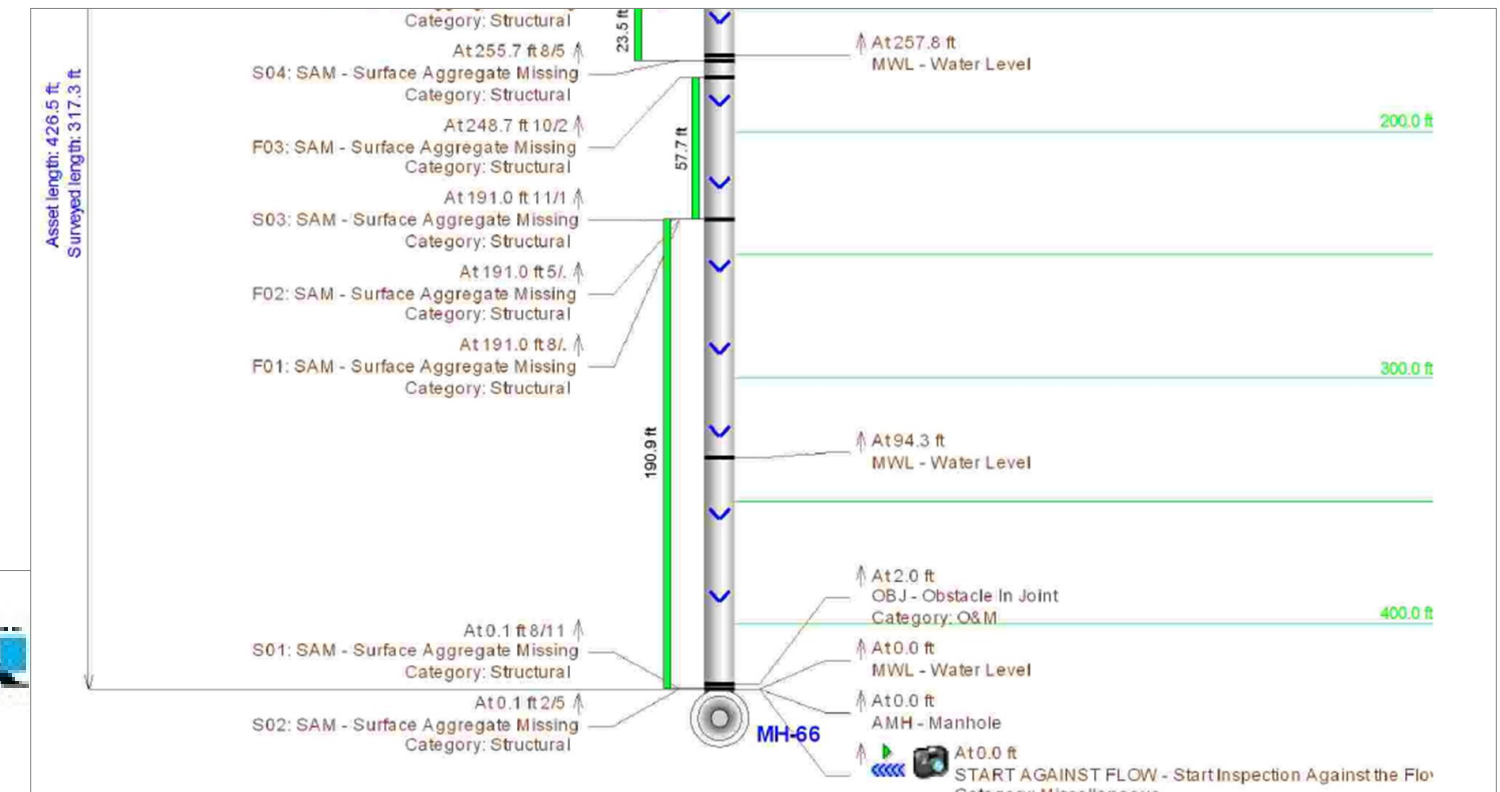 Category: Structural
23.5 ft
At 255.7 ft 8/5
S04: SAM - Surface Aggregate Missing
Category: Structural
At 257.8 ft
MWL - Water Level
Asset length: 426.5 ft
Surveyed length: 317.3 ft
At 248.7 ft 10/2
F03: SAM - Surface Aggregate Missing
Category: Structural
57.7 ft
200.0 ft
At 191.0 ft 11/1
S03: SAM - Surface Aggregate Missing
Category: Structural
At 191.0 ft 5/.
F02: SAM - Surface Aggregate Missing
Category: Structural
At 191.0 ft 8/.
F01: SAM - Surface Aggregate Missing
Category: Structural
300.0 ft
190.9 ft
At 94.3 ft
MWL - Water Level
At 2.0 ft
OBJ - Obstacle In Joint
Category: O&M
400.0 ft
At 0.1 ft 8/11
S01: SAM - Surface Aggregate Missing
Category: Structural
At 0.0 ft
MWL - Water Level
At 0.1 ft 2/5
S02: SAM - Surface Aggregate Missing
Category: Structural
At 0.0 ft
AMH - Manhole
MH-66
At 0.0 ft
START AGAINST FLOW - Start Inspection Against the Flo